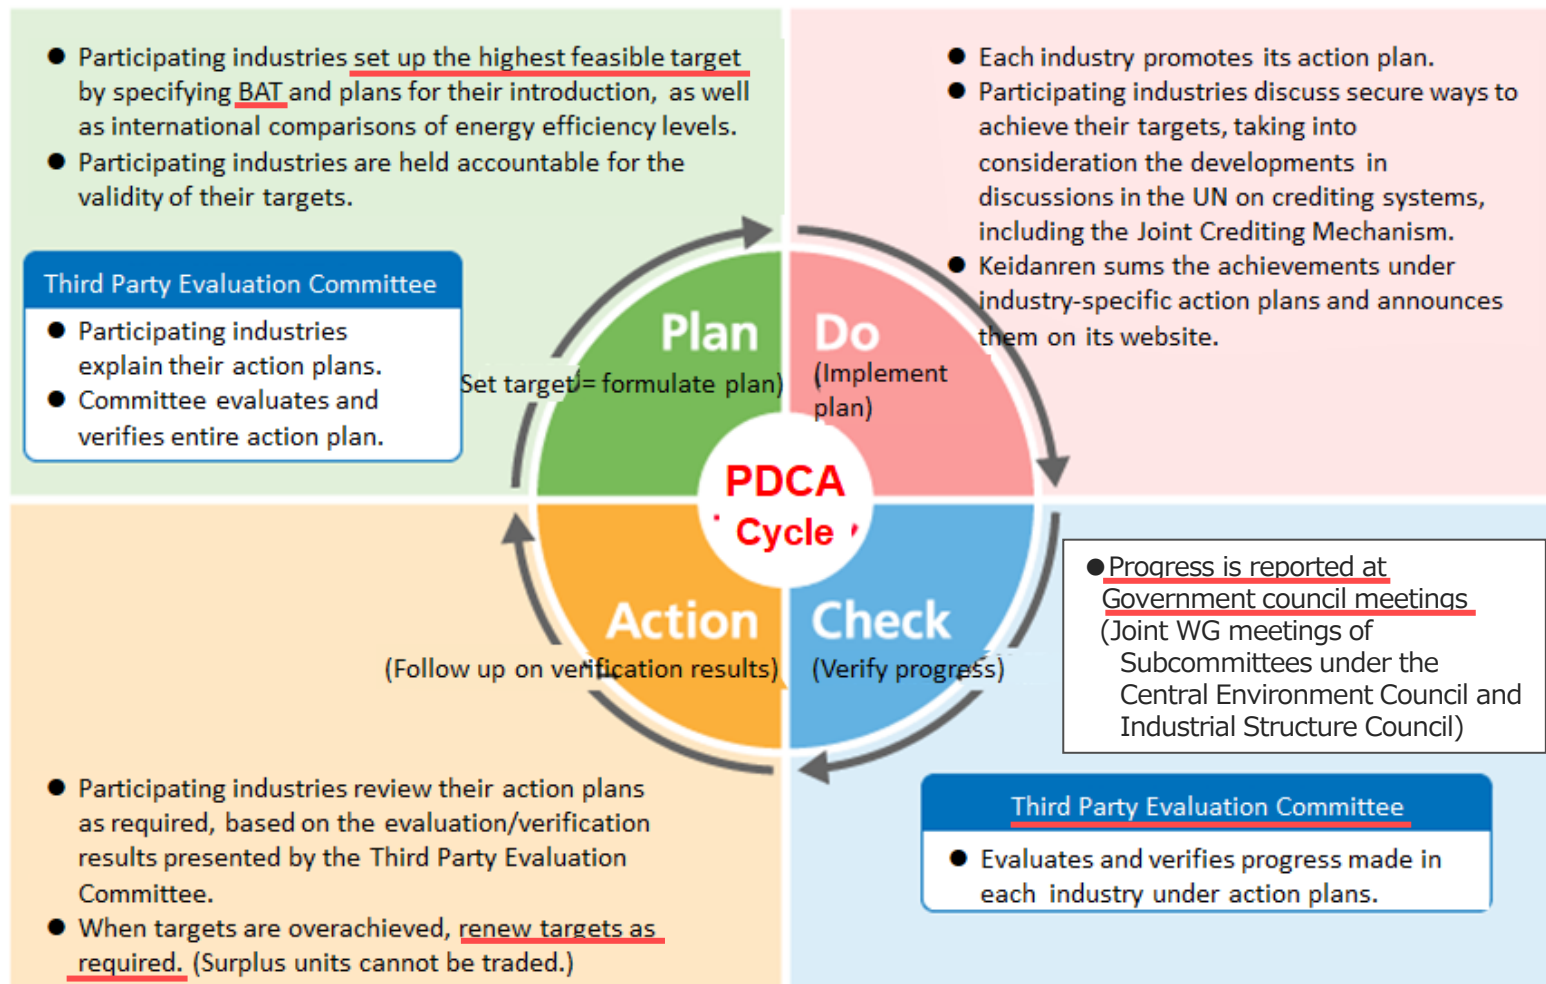 ● Participating industries set up the highest feasible target
by specifying BAT and plans for their introduction, as well
as international comparisons of energy efficiency levels.
● Participating industries are held accountable for the
validity of their targets.
Third Party Evaluation Committee
● Participating industries
explain their action plans.
● Committee evaluates and
verifies entire action plan.
● Each industry promotes its action plan.
● Participating industries discuss secure ways to
achieve their targets, taking into
consideration the developments in
discussions in the UN on crediting systems,
including the Joint Crediting Mechanism.
● Keidanren sums the achievements under
industry-specific action plans and announces
them on its website.
Plan
Set target = formulate plan)
Do
(Implement
plan)
PDCA
Cycle
Action
(Follow up on verification results)
Check
(Verify progress)
●Progress is reported at
Government council meetings
(Joint WG meetings of
Subcommittees under the
Central Environment Council and
Industrial Structure Council)
Third Party Evaluation Committee
● Evaluates and verifies progress made in
each industry under action plans.
● Participating industries review their action plans
as required, based on the evaluation/verification
results presented by the Third Party Evaluation
Committee.
● When targets are overachieved, renew targets as
required. (Surplus units cannot be traded.)